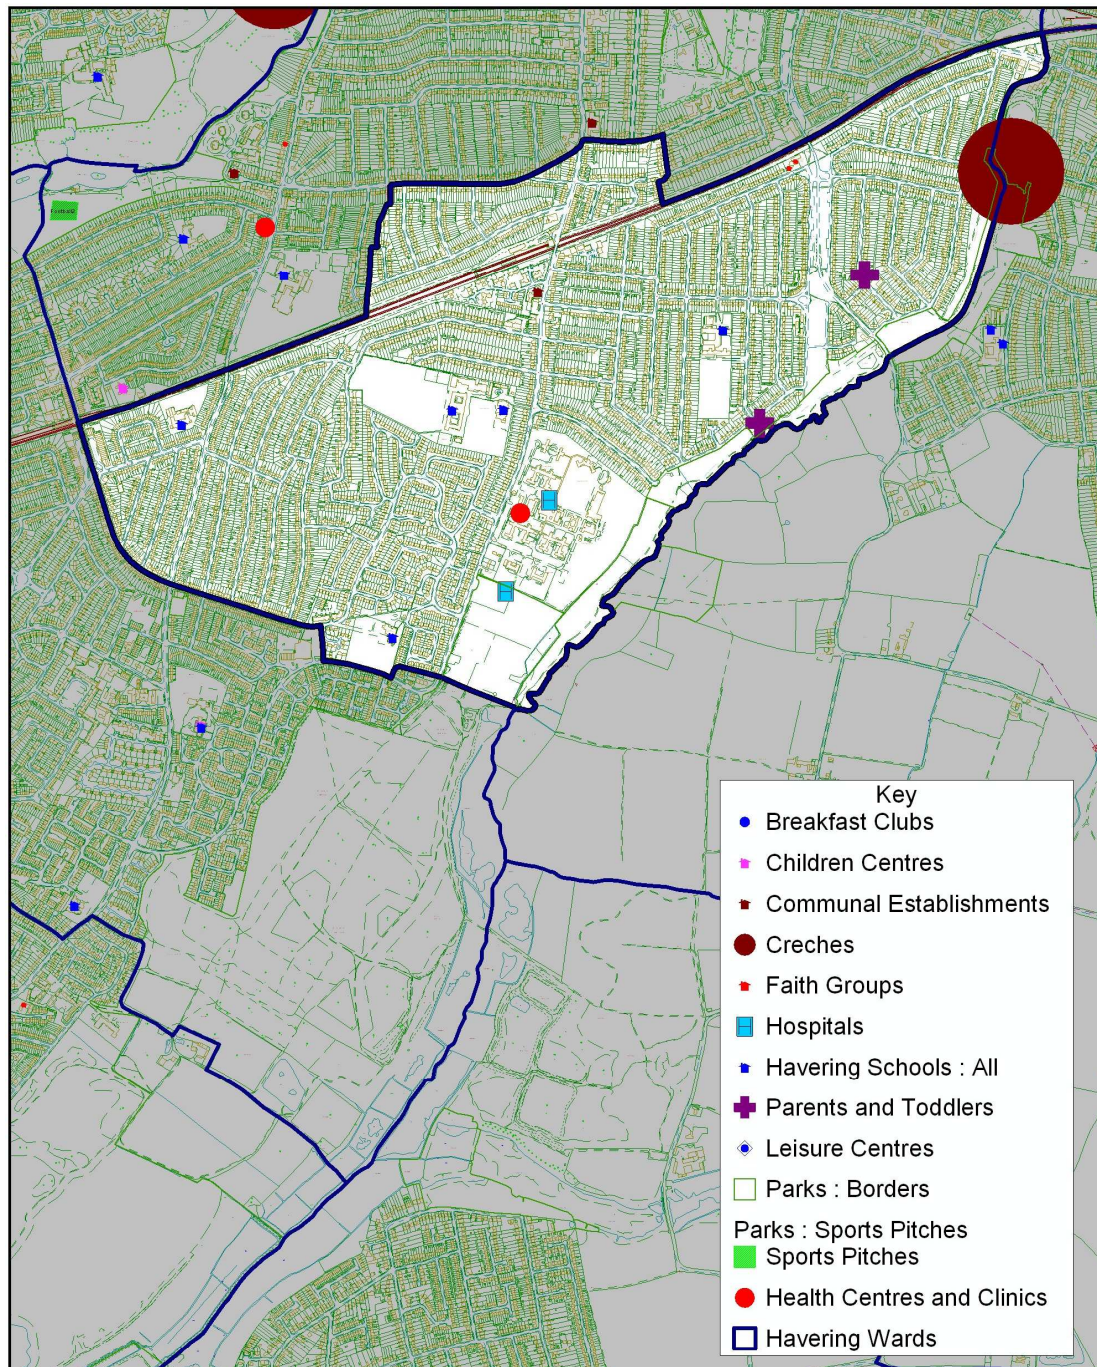 Football
Key
Breakfast Clubs
Children Centres
Communal Establishments
Creches
Faith Groups
Hospitals
Havering Schools : All
Parents and Toddlers
Leisure Centres
Parks : Borders
Parks : Sports Pitches
Sports Pitches
Health Centres and Clinics
Havering Wards